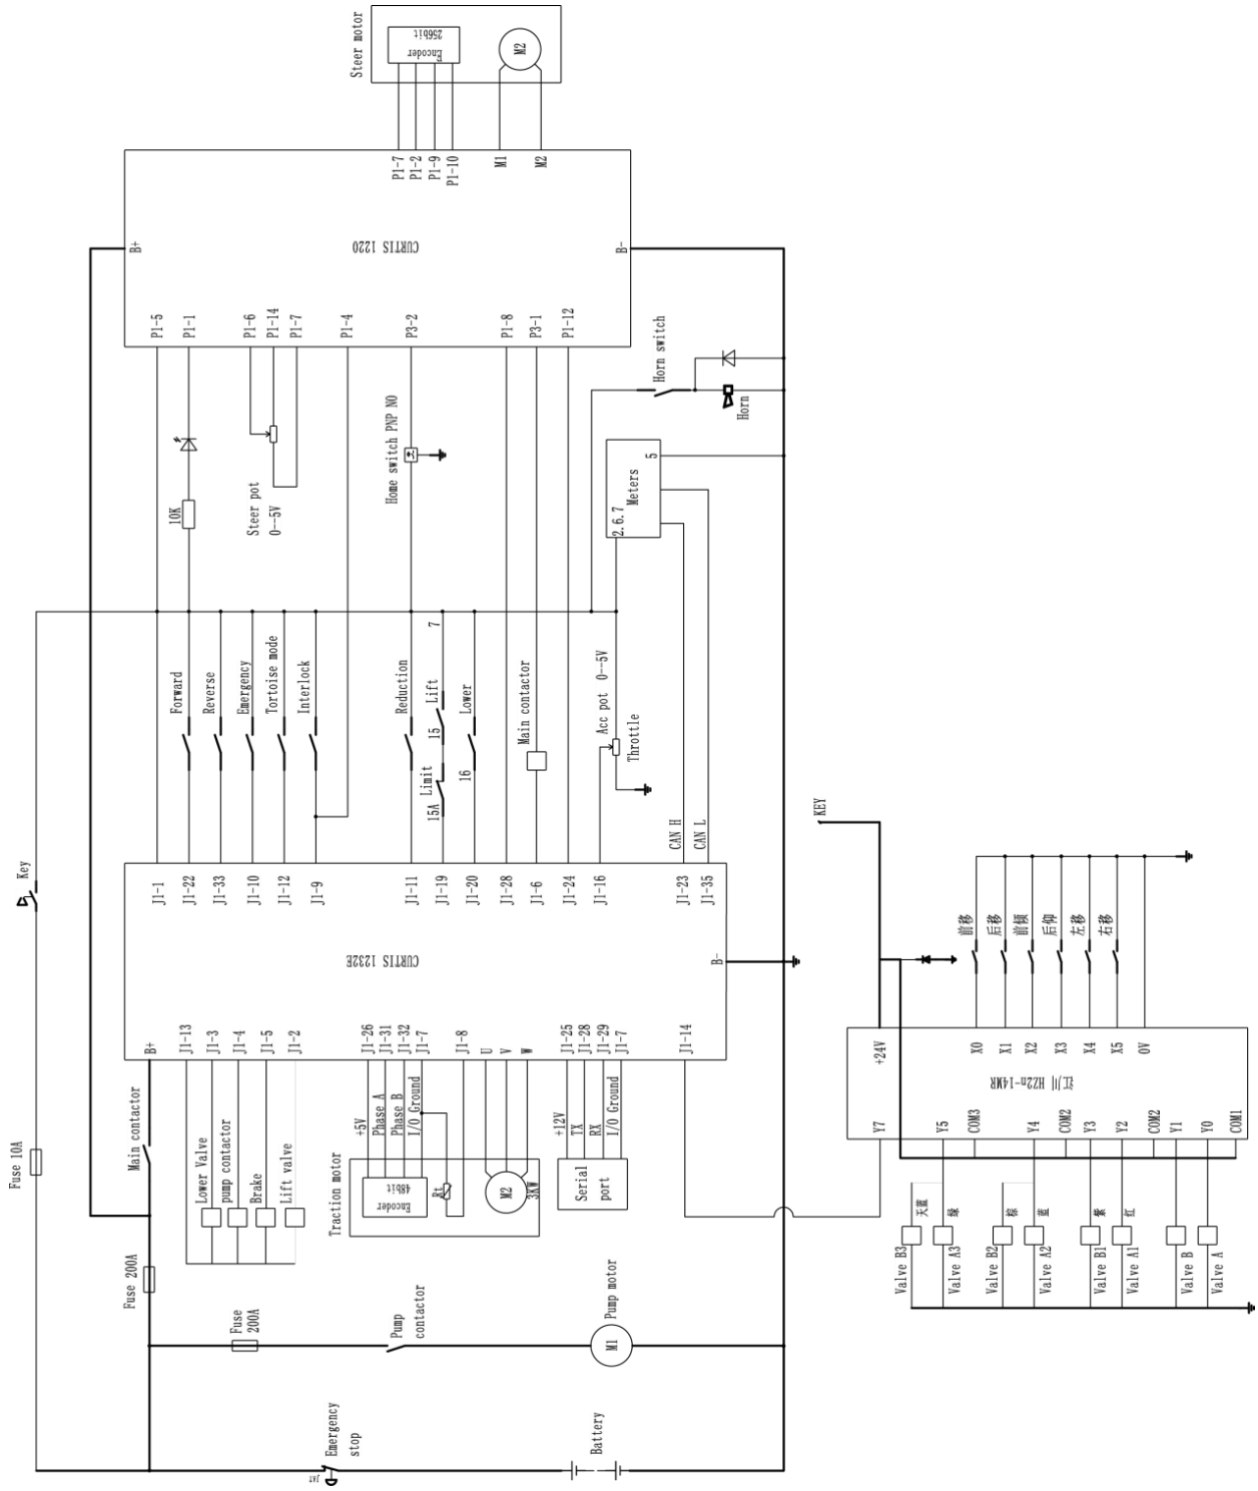 Steer motor
Encoder
256bit
M2
P1-7
P1-2
P1-9
P1-10
M1
M2
B+
CURTIS 1220
B-
P1-5
P1-1
P1-6
P1-14
P1-7
P1-4
P3-2
P1-8
P3-1
P1-12
10K
Steer pot
0--5V
Home switch PNP NO
Horn switch
Horn
2.6.7
Meters
5
Forward
Reverse
Emergency
Tortoise mode
Interlock
Reduction
Lift
7
15
Limit
15A
Lower
16
Main contactor
Acc pot 0--5V
Throttle
CAN H
CAN L
Key
J1-1
J1-22
J1-33
J1-10
J1-12
J1-9
J1-11
J1-19
J1-20
J1-28
J1-6
J1-24
J1-16
J1-23
J1-35
CURTIS 1232E
B-
B+
J1-13
J1-3
J1-4
J1-5
J1-2
J1-26
J1-31
J1-32
J1-7
J1-8
U
V
W
J1-25
J1-28
J1-29
J1-7
J1-14
Fuse 10A
Main contactor
Lower Valve
pump contactor
Brake
Lift valve
Traction motor
+5V
Phase A
Phase B
I/O Ground
Encoder
48bit
Rt
M2
3KW
+12V
TX
RX
I/O Ground
Serial
port
Fuse 200A
Fuse
200A
Pump
contactor
Pump motor
M1
Emergency
stop
Battery
KEY
前移
后移
前倾
后仰
左移
右移
+24V
X0
X1
X2
X3
X4
X5
0V
HZ2n-14MR
Y7
Y5
COM3
Y4
COM2
Y3
Y2
COM2
Y1
Y0
COM1
天蓝
绿
棕
蓝
紫
红
Valve B3
Valve A3
Valve B2
Valve A2
Valve B1
Valve A1
Valve B
Valve A